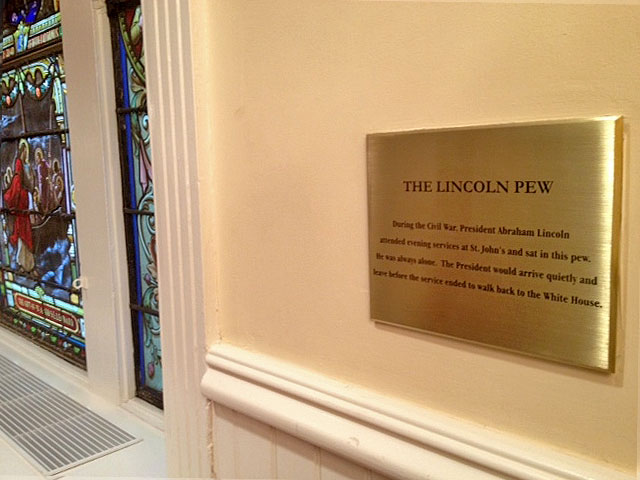 THE LINCOLN PEW
During the Civil War, President Abraham Lincoln
attended evening services at St. John's and sat in this pew.
He was always alone. The President would arrive quietly and
leave before the service ended to walk back to the White House.